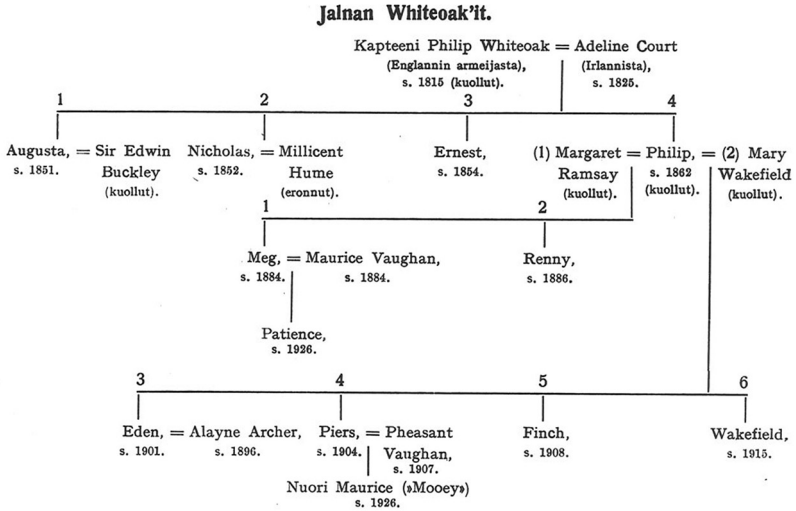 Jalnan Whiteoak'it.
Kapteeni Philip Whiteoak = Adeline Court
(Englannin armeijasta), (Irlannista),
s. 1815 (kuollut). s. 1825.
1 2 3 4
Augusta, = Sir Edwin Nicholas, = Millicent Ernest, (1) Margaret = Philip, = (2) Mary
s. 1851. Buckley s. 1852. Hume s. 1854. Ramsay s. 1862 Wakefield
(kuollut). (eronnut). (kuollut). (kuollut). (kuollut).
1 2
Meg, = Maurice Vaughan, Renny,
s. 1884. s. 1884. s. 1886.
Patience,
s. 1926.
3 4 5 6
Eden, = Alayne Archer, Piers, = Pheasant Finch, Wakefield,
s. 1901. s. 1896. s. 1904. Vaughan, s. 1908. s. 1915.
s. 1907.
Nuori Maurice (»Mooey»)
s. 1926.